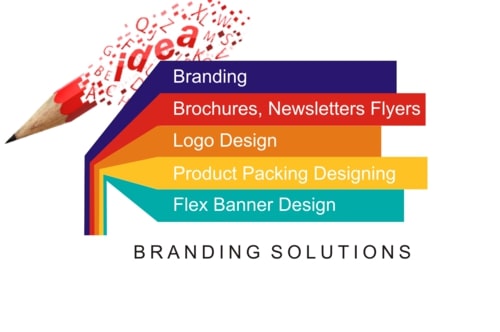 idea
Branding
Brochures, Newsletters Flyers
Logo Design
Product Packing Designing
Flex Banner Design
BRANDING SOLUTIONS